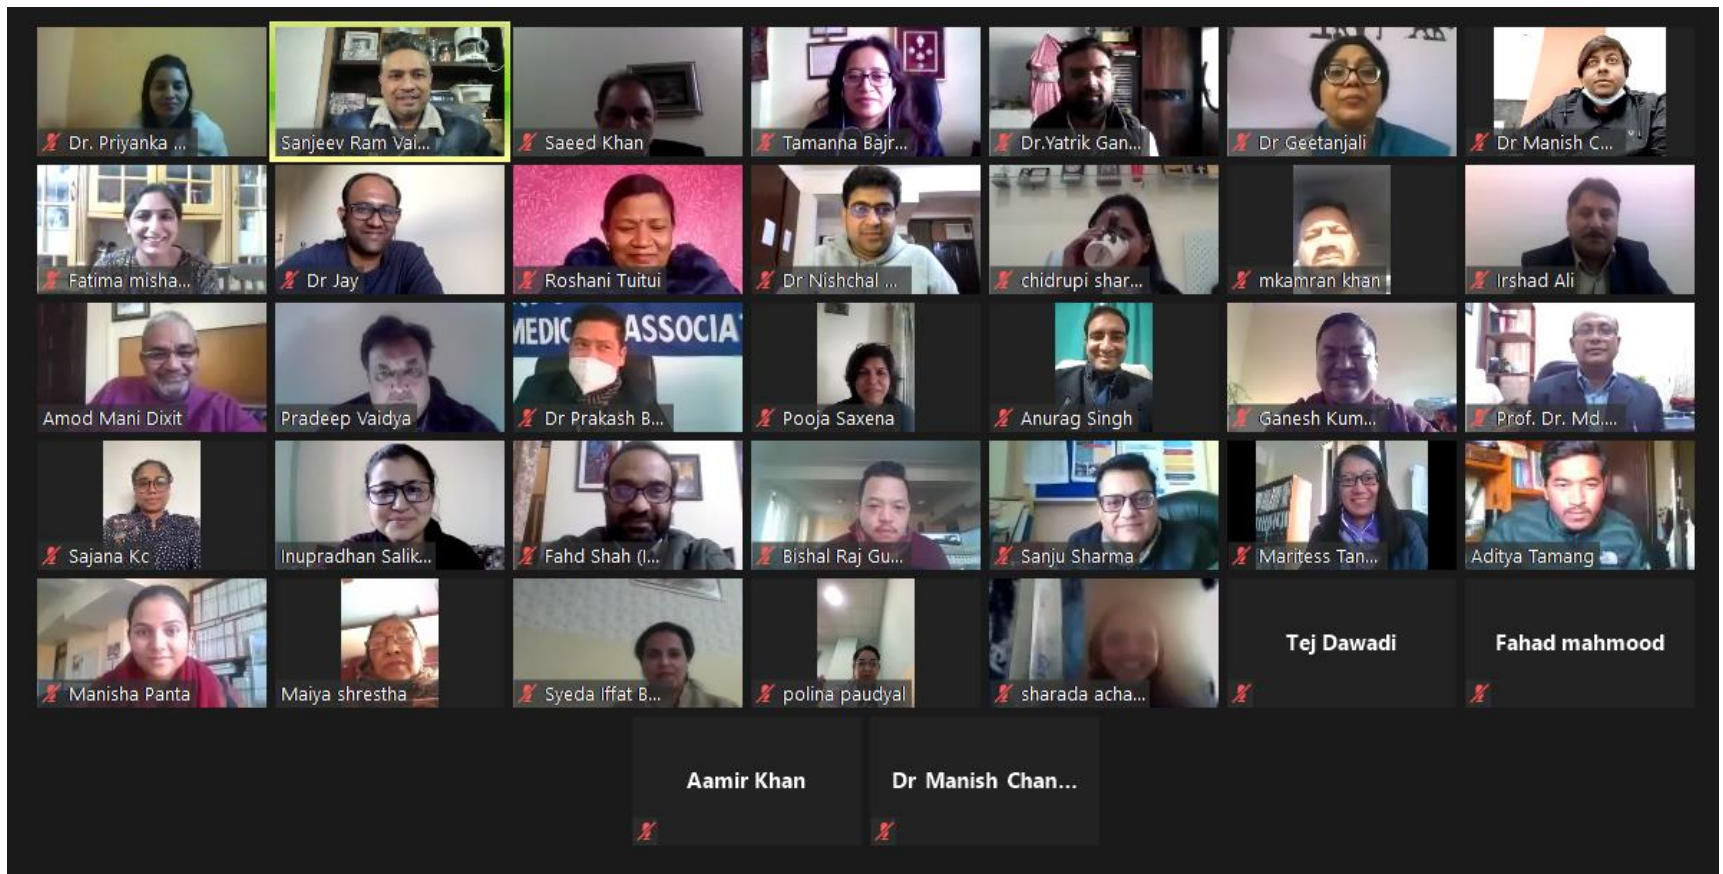 Dr. Priyanka ...
Sanjeev Ram Vai...
Saeed Khan
Tamanna Bajr...
Dr.Yatrik Gan...
Dr Geetanjali
Dr Manish C...
Fatima misha...
Dr Jay
Roshani Tuitui
Dr Nishchal ...
chidrupi shar...
mkamran khan
Irshad Ali
MEDIC ASSOCIA
Amod Mani Dixit
Pradeep Vaidya
Dr Prakash B...
Pooja Saxena
Anurag Singh
Ganesh Kum...
Prof. Dr. Md....
Sajana Kc
Inupradhan Salik...
Fahd Shah (I...
Bishal Raj Gu...
Sanju Sharma
Maritess Tan...
Aditya Tamang
Manisha Panta
Maiya shrestha
Syeda Iffat B...
polina paudyal
sharada acha...
Tej Dawadi
Fahad mahmood
Aamir Khan
Dr Manish Chan...